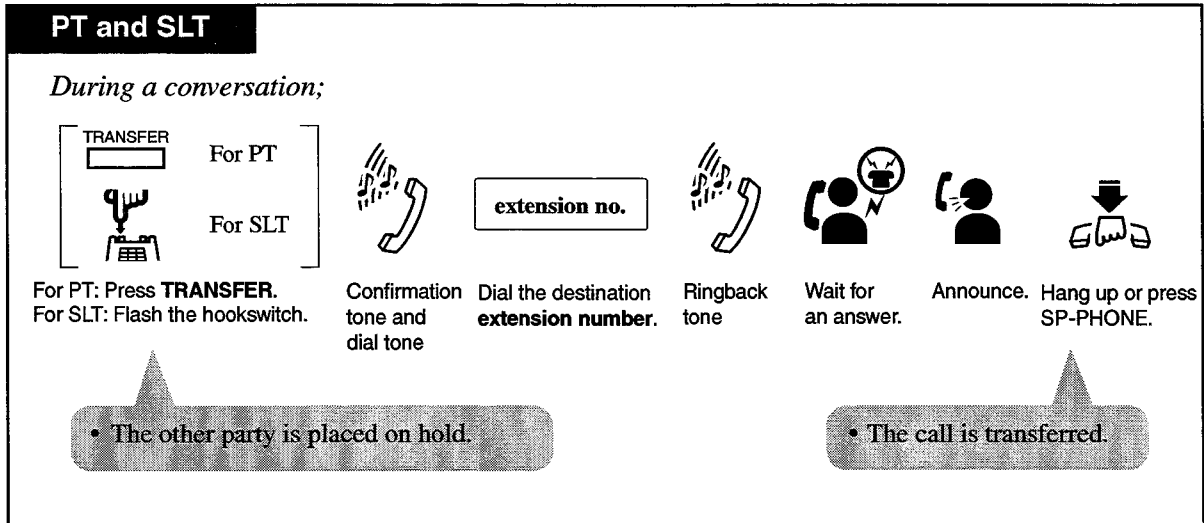 PT and SLT
During a conversation;
TRANSFER
For PT
For SLT
extension no.
For PT: Press TRANSFER.
For SLT: Flash the hookswitch.
Confirmation
tone and
dial tone
Dial the destination
extension number.
Ringback
tone
Wait for
an answer.
Announce.
Hang up or press
SP-PHONE.
• The other party is placed on hold.
• The call is transferred.